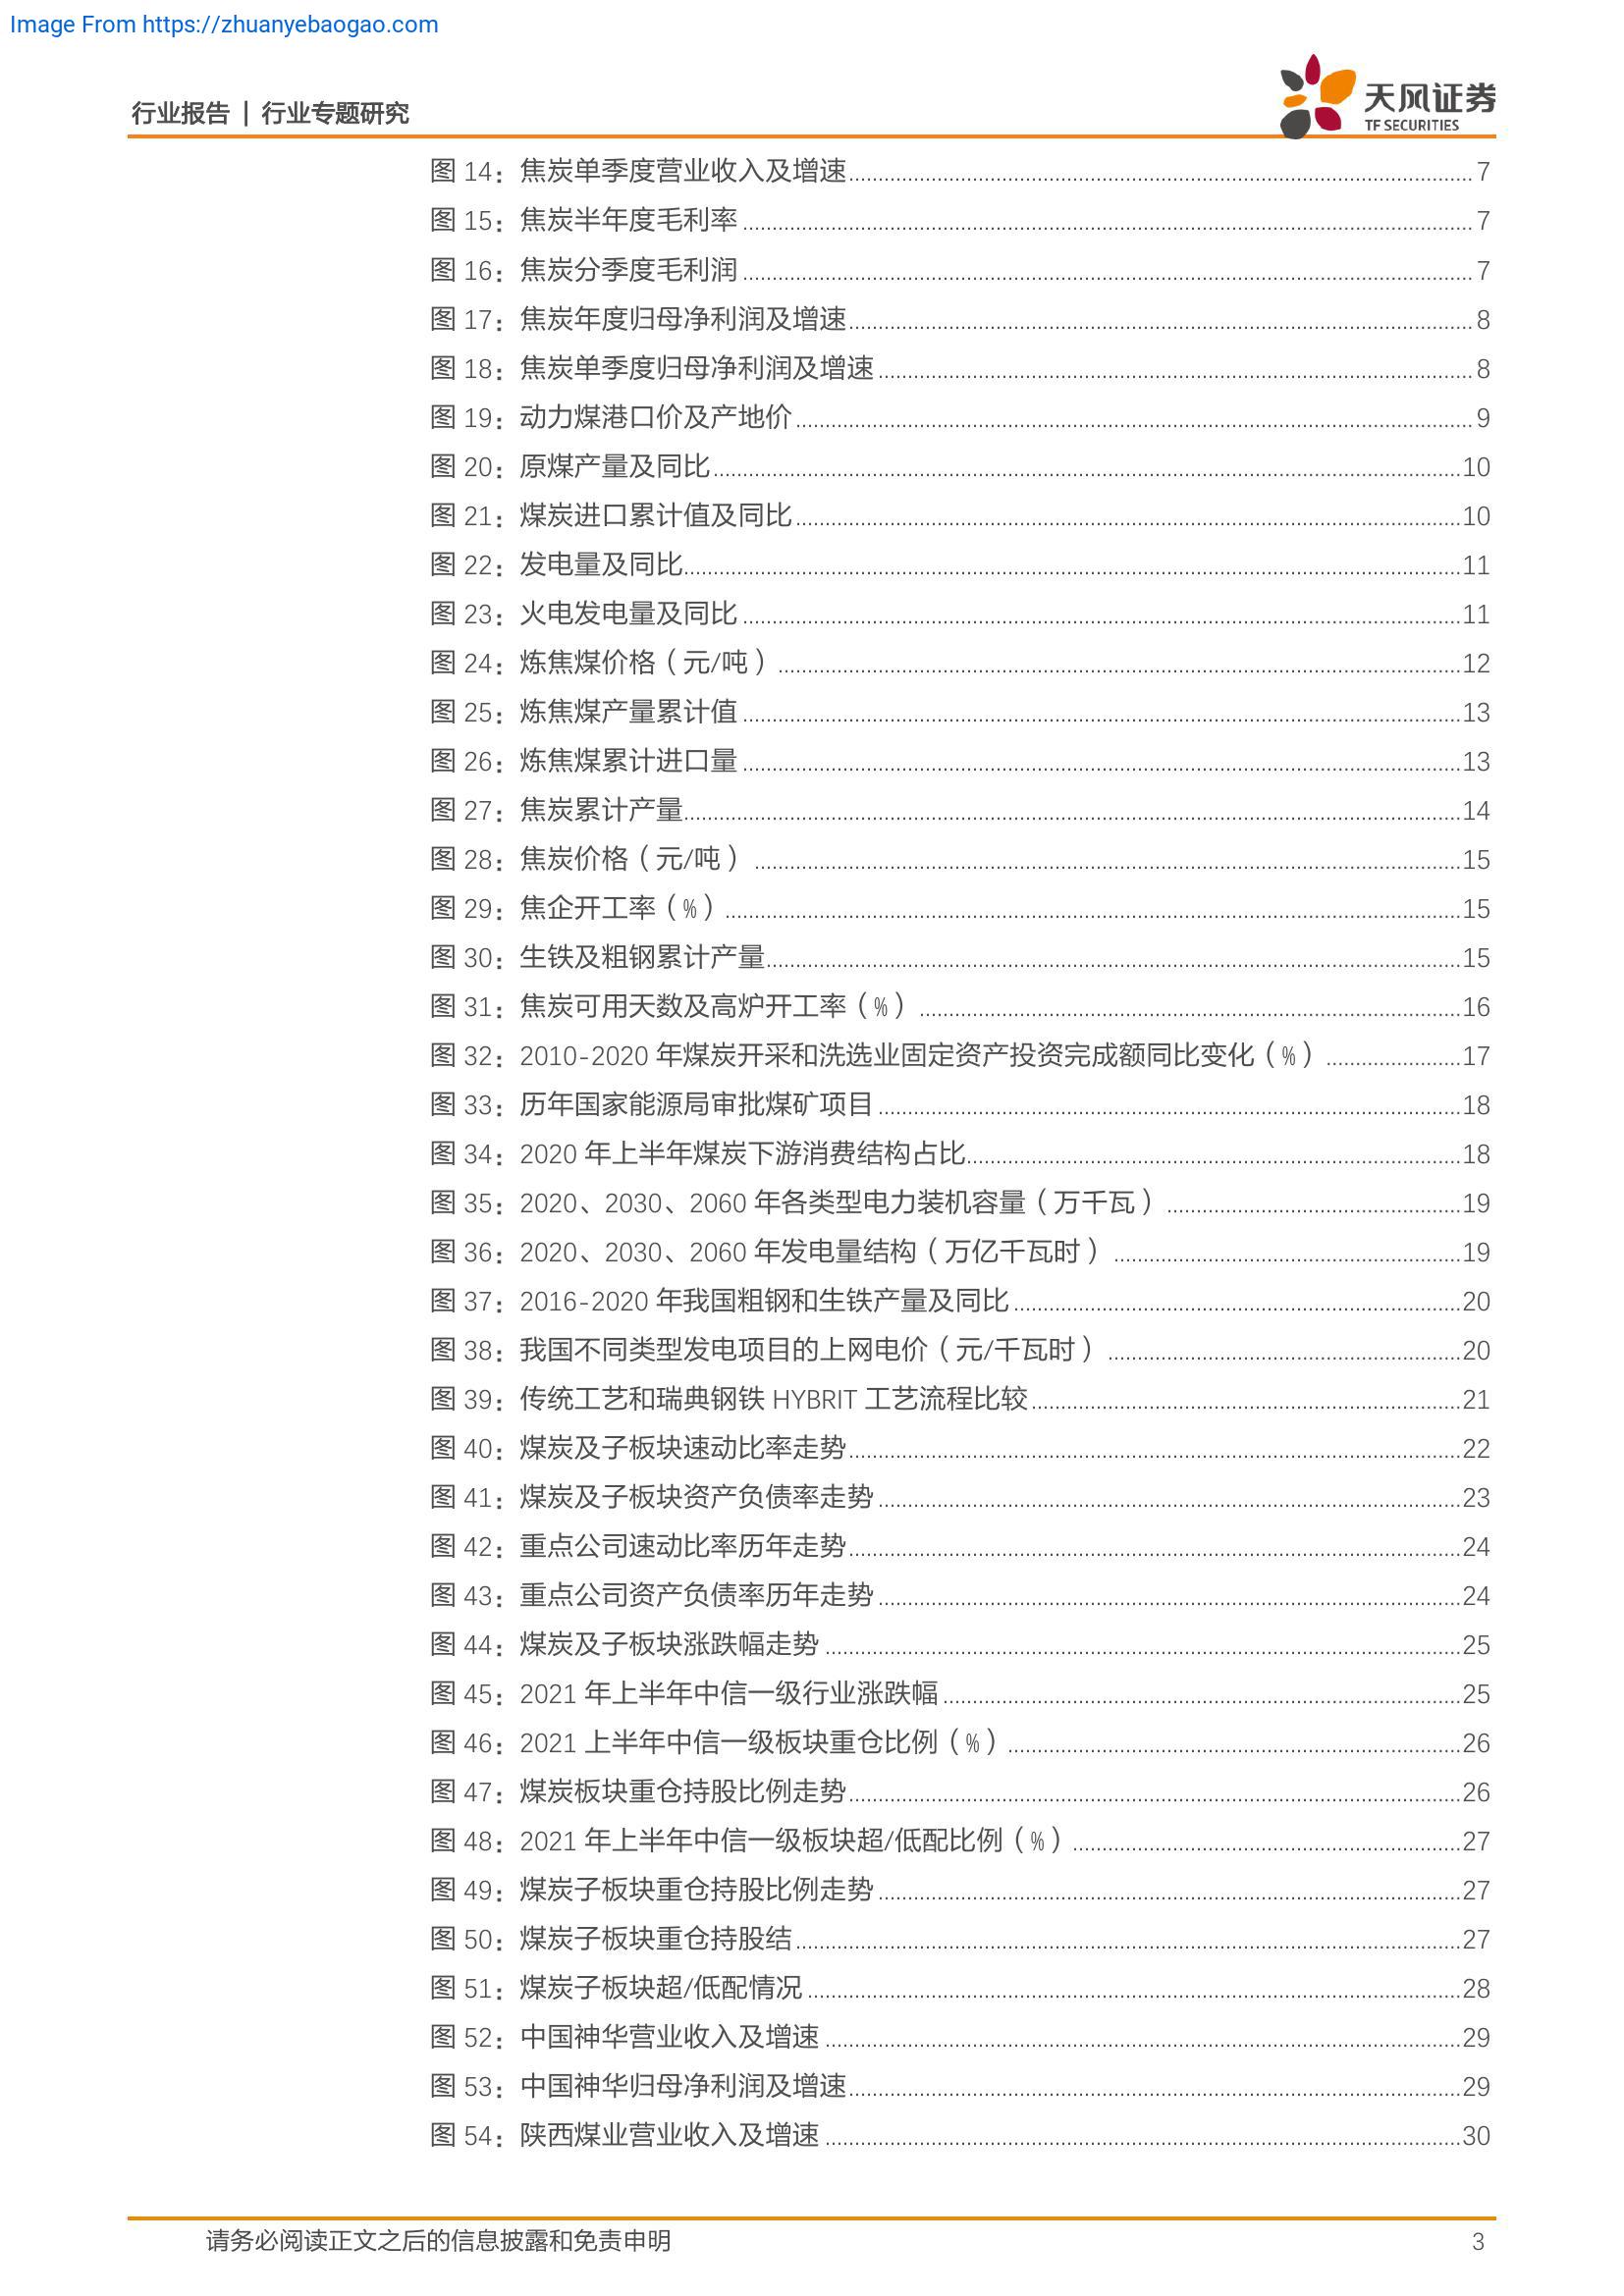 Image From https://zhuanyebaogao.com
行业报告 | 行业专题研究
天风证券
TF SECURITIES
图 14：焦炭单季度营业收入及增速 7
图 15：焦炭半年度毛利率 7
图 16：焦炭分季度毛利润 7
图 17：焦炭年度归母净利润及增速 8
图 18：焦炭单季度归母净利润及增速 8
图 19：动力煤港口价及产地价 9
图 20：原煤产量及同比 10
图 21：煤炭进口累计值及同比 10
图 22：发电量及同比 11
图 23：火电发电量及同比 11
图 24：炼焦煤价格（元/吨） 12
图 25：炼焦煤产量累计值 13
图 26：炼焦煤累计进口量 13
图 27：焦炭累计产量 14
图 28：焦炭价格（元/吨） 15
图 29：焦企开工率（%） 15
图 30：生铁及粗钢累计产量 15
图 31：焦炭可用天数及高炉开工率（%） 16
图 32：2010-2020 年煤炭开采和洗选业固定资产投资完成额同比变化（%） 17
图 33：历年国家能源局审批煤矿项目 18
图 34：2020 年上半年煤炭下游消费结构占比 18
图 35：2020、2030、2060 年各类型电力装机容量（万千瓦） 19
图 36：2020、2030、2060 年发电量结构（万亿千瓦时） 19
图 37：2016-2020 年我国粗钢和生铁产量及同比 20
图 38：我国不同类型发电项目的上网电价（元/千瓦时） 20
图 39：传统工艺和瑞典钢铁 HYBRIT 工艺流程比较 21
图 40：煤炭及子板块速动比率走势 22
图 41：煤炭及子板块资产负债率走势 23
图 42：重点公司速动比率历年走势 24
图 43：重点公司资产负债率历年走势 24
图 44：煤炭及子板块涨跌幅走势 25
图 45：2021 年上半年中信一级行业涨跌幅 25
图 46：2021 上半年中信一级板块重仓比例（%） 26
图 47：煤炭板块重仓持股比例走势 26
图 48：2021 年上半年中信一级板块超/低配比例（%） 27
图 49：煤炭子板块重仓持股比例走势 27
图 50：煤炭子板块重仓持股结 27
图 51：煤炭子板块超/低配情况 28
图 52：中国神华营业收入及增速 29
图 53：中国神华归母净利润及增速 29
图 54：陕西煤业营业收入及增速 30
请务必阅读正文之后的信息披露和免责申明 3